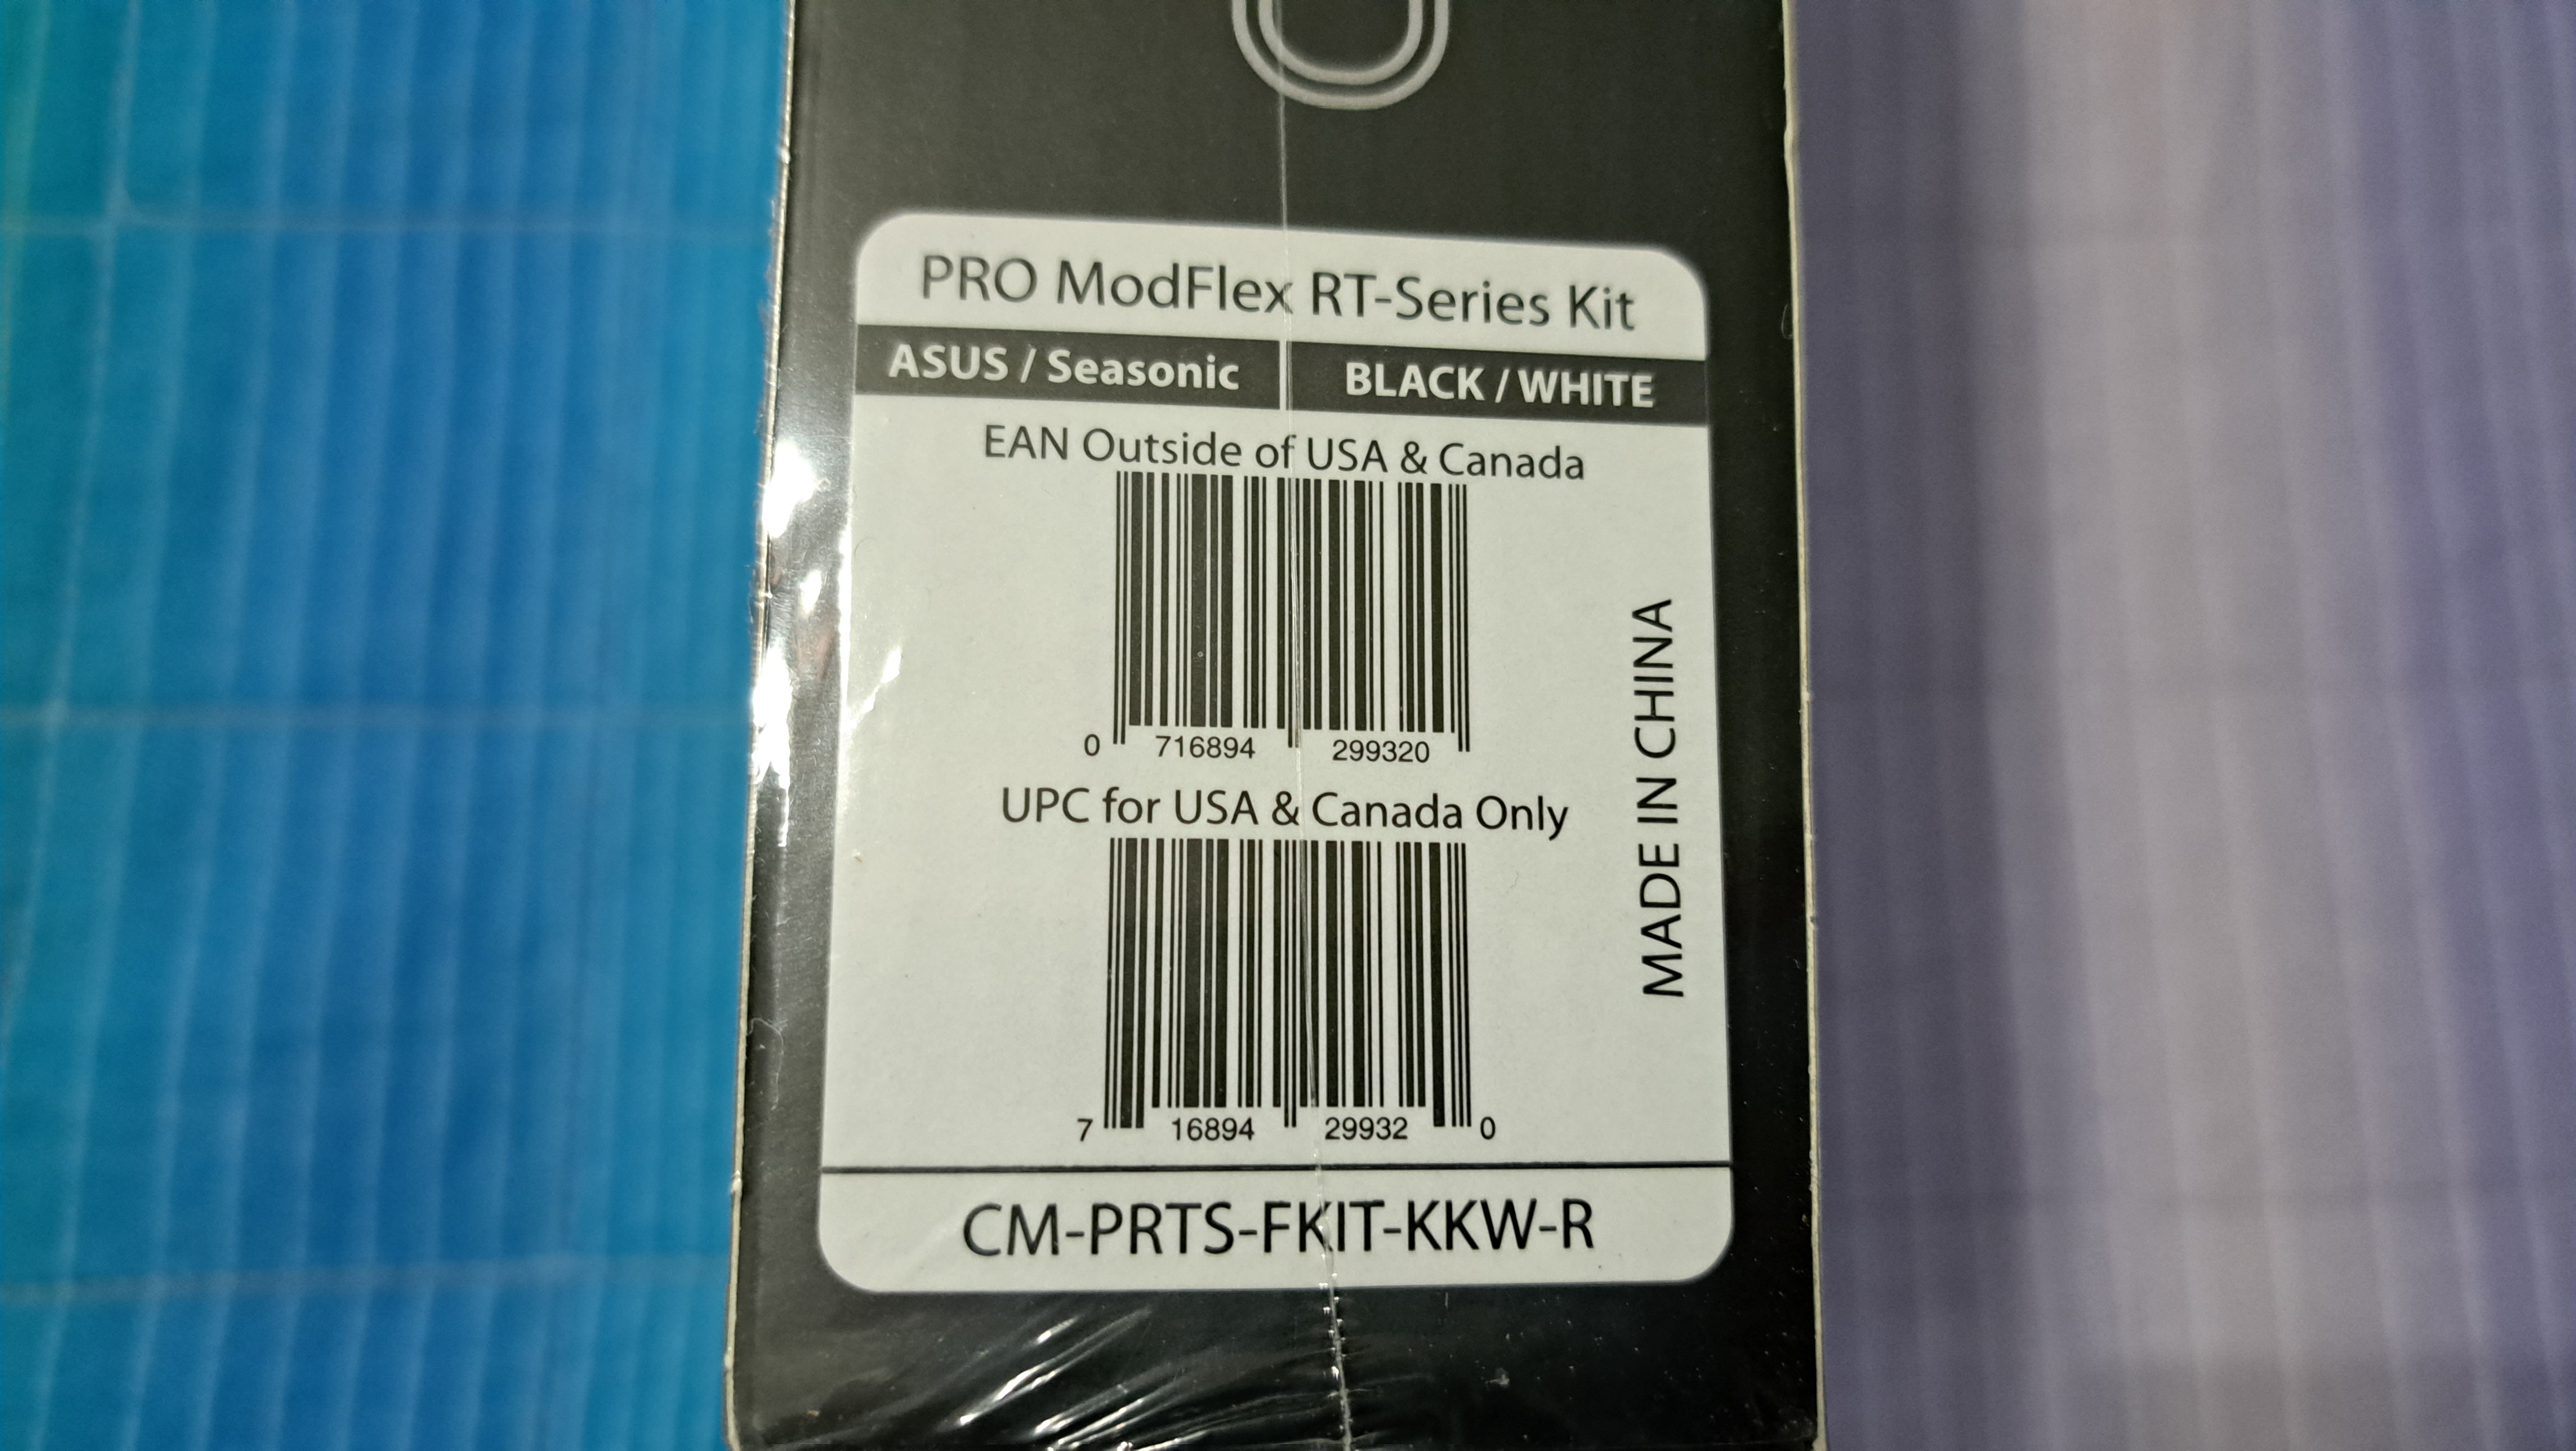 PRO ModFlex RT-Series Kit
ASUS / Seasonic BLACK / WHITE
EAN Outside of USA & Canada
0 716894 299320
UPC for USA & Canada Only
7 16894 29932 0
MADE IN CHINA
CM-PRTS-FKIT-KKW-R